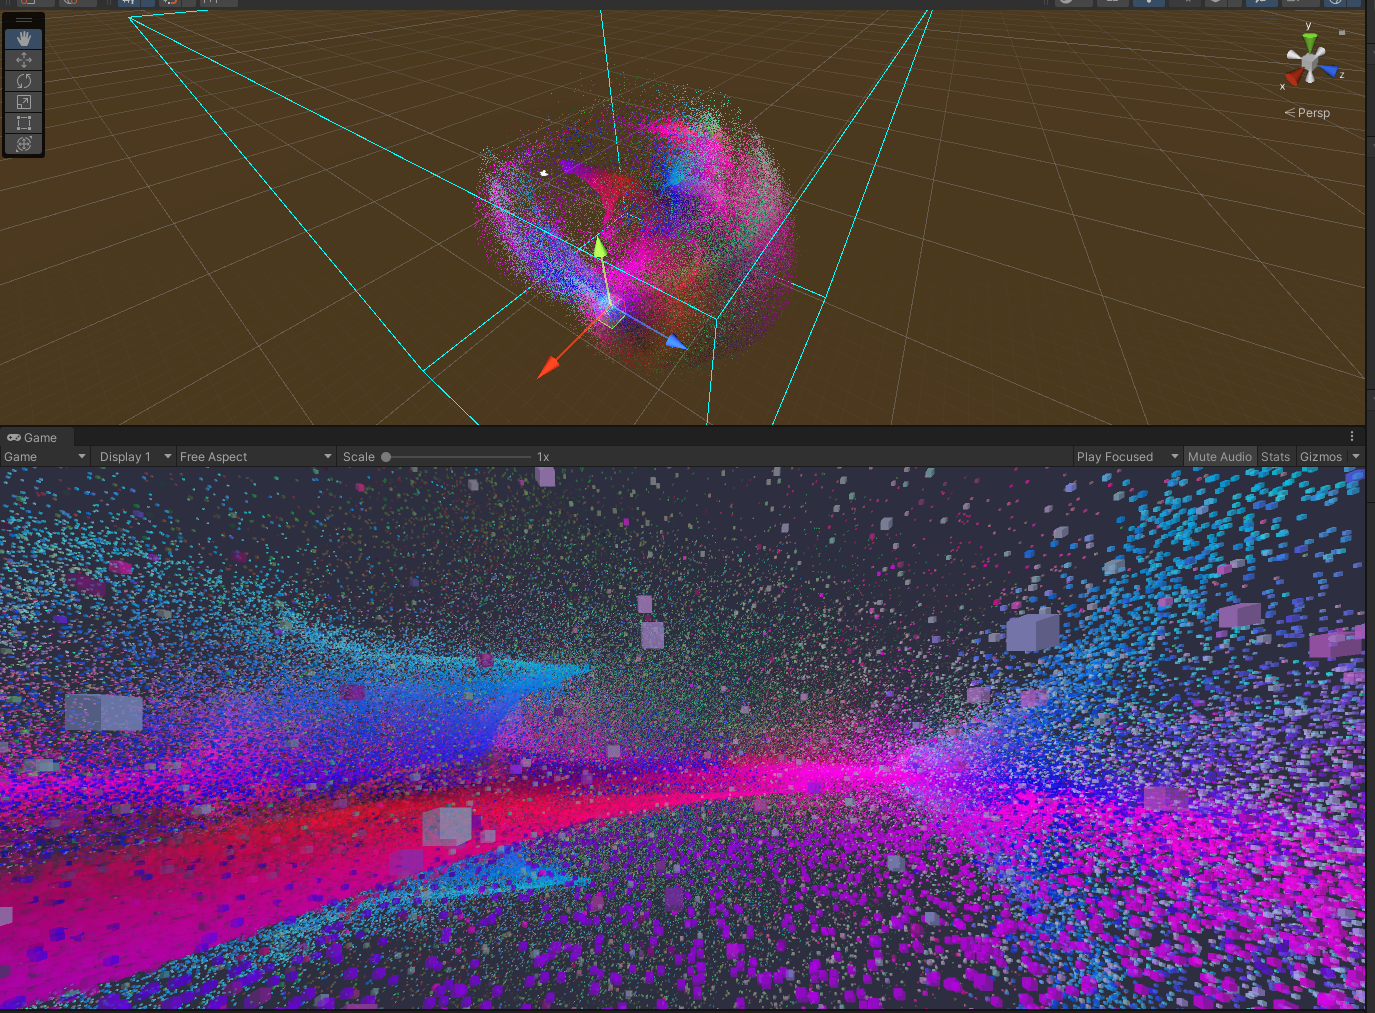 y
z
x
Persp
Game
Game Display 1 Free Aspect Scale 1x Play Focused Mute Audio Stats Gizmos